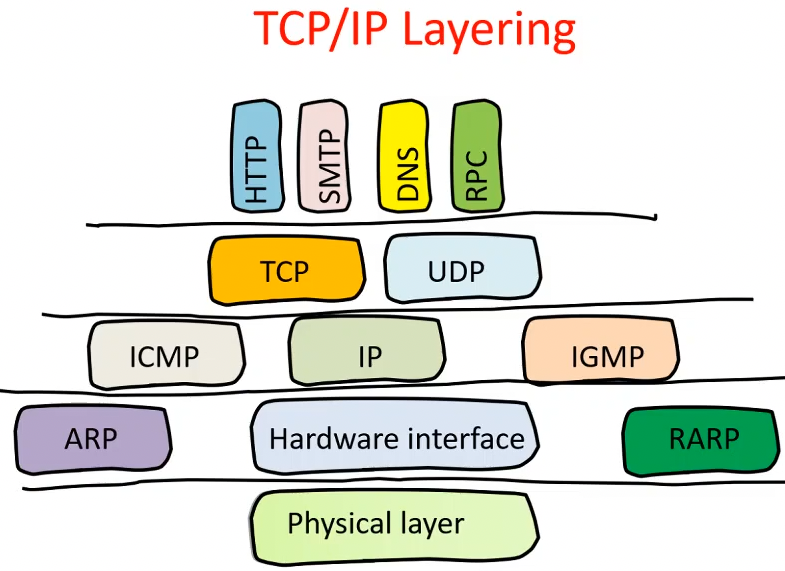 TCP/IP Layering
HTTP
SMTP
DNS
RPC
TCP
UDP
ICMP
IP
IGMP
ARP
Hardware interface
RARP
Physical layer